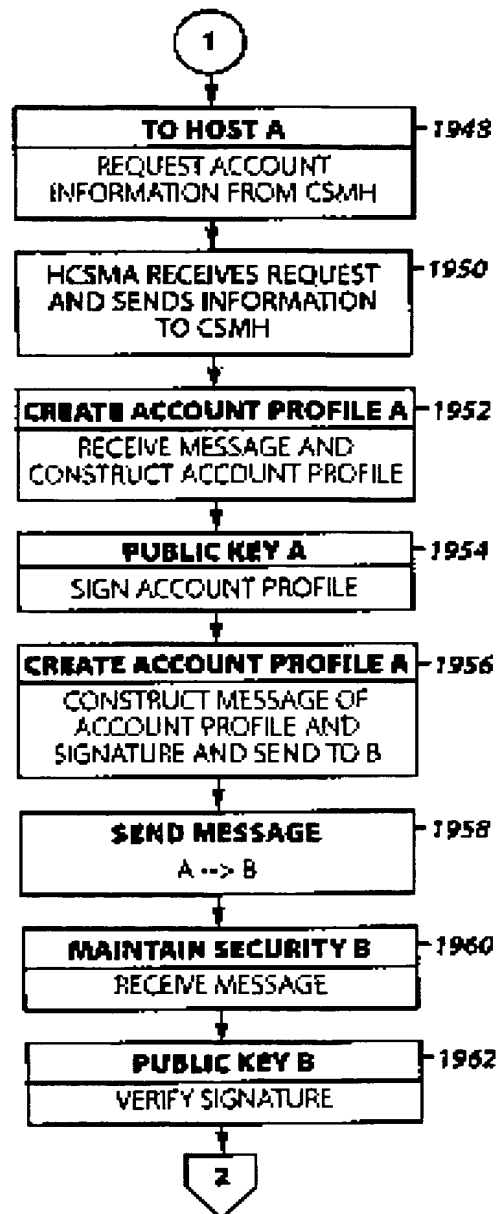 1
TO HOST A
1948
REQUEST ACCOUNT
INFORMATION FROM CSMH
HCSMA RECEIVES REQUEST
AND SENDS INFORMATION
TO CSMH
1950
CREATE ACCOUNT PROFILE A
1952
RECEIVE MESSAGE AND
CONSTRUCT ACCOUNT PROFILE
PUBLIC KEY A
1954
SIGN ACCOUNT PROFILE
CREATE ACCOUNT PROFILE A
1956
CONSTRUCT MESSAGE OF
ACCOUNT PROFILE AND
SIGNATURE AND SEND TO B
SEND MESSAGE
1958
A --> B
MAINTAIN SECURITY B
1960
RECEIVE MESSAGE
PUBLIC KEY B
1962
VERIFY SIGNATURE
2